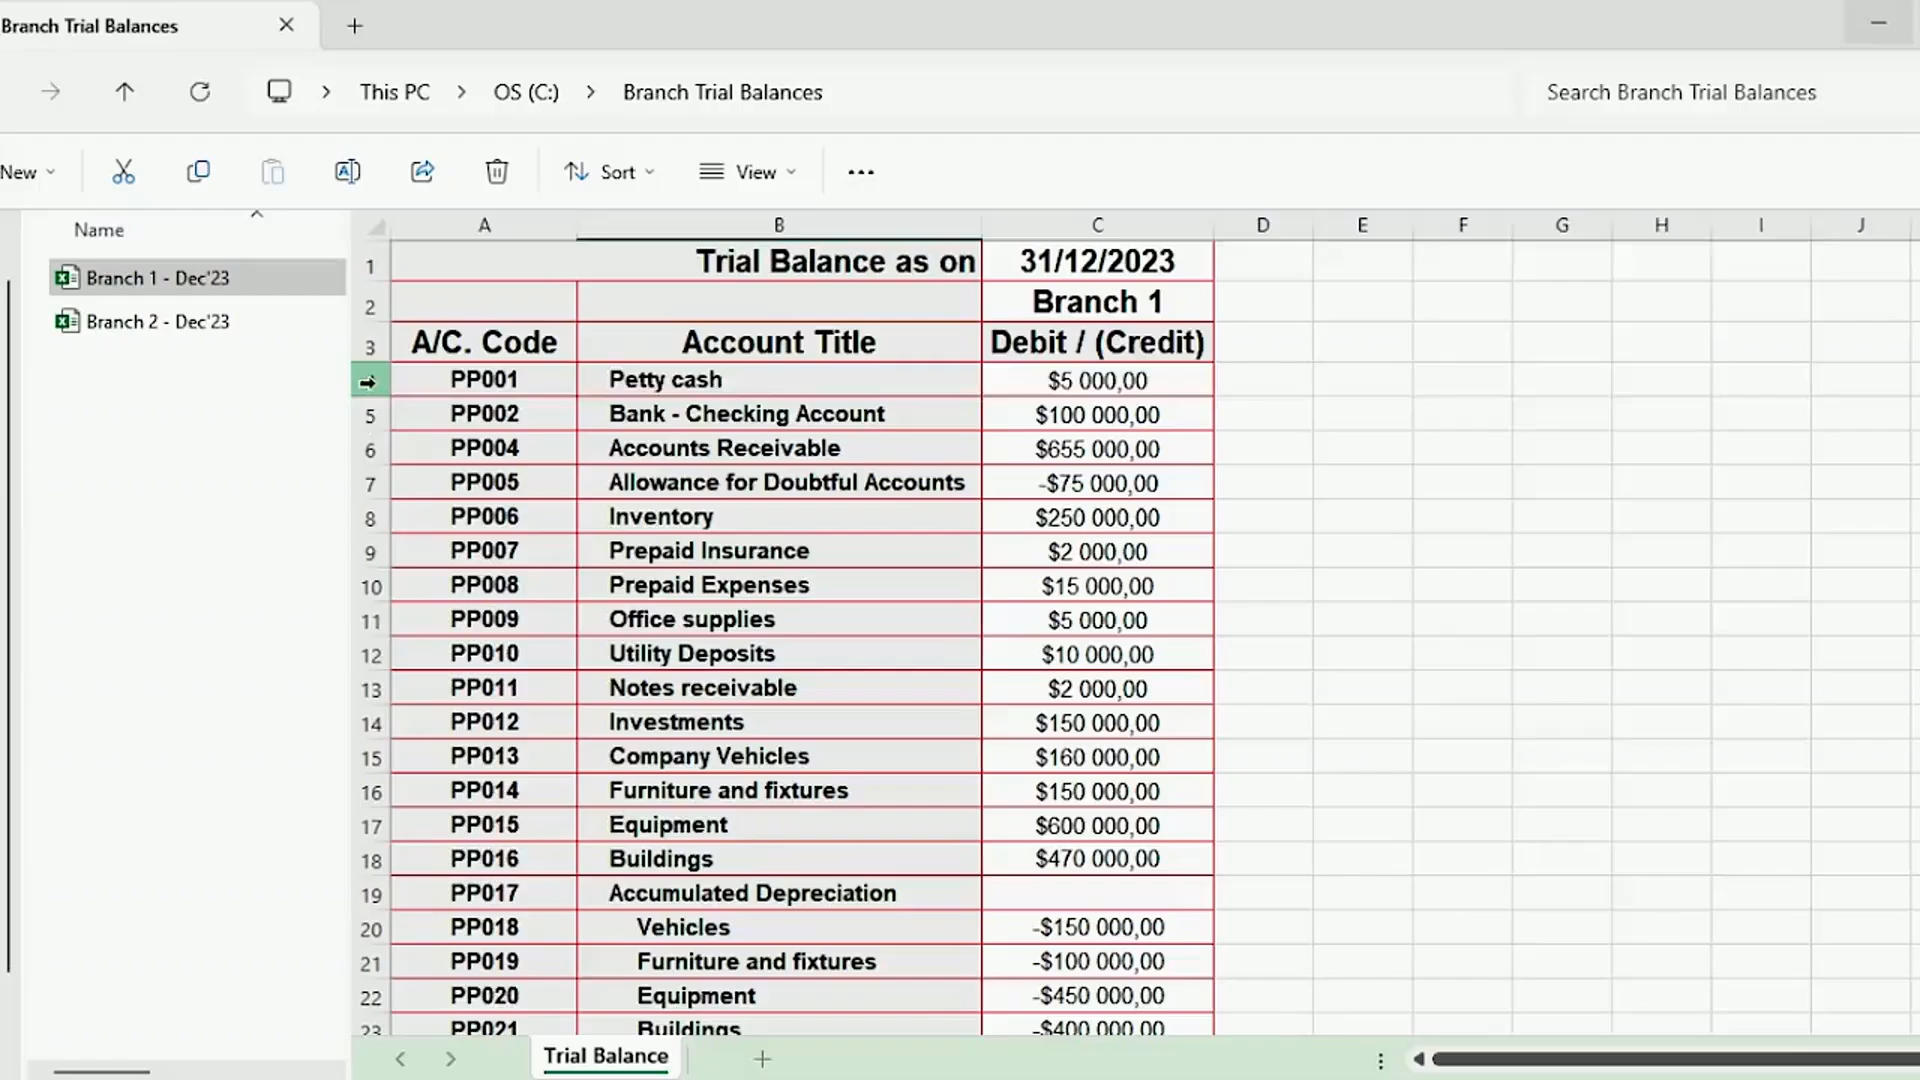 Branch Trial Balances
This PC > OS (C:) > Branch Trial Balances
Search Branch Trial Balances
New
Sort
View
Name
Branch 1 - Dec'23
Branch 2 - Dec'23
A B C D E F G H I J
1 Trial Balance as on 31/12/2023
2 Branch 1
3 A/C. Code Account Title Debit / (Credit)
PP001 Petty cash $5 000,00
5 PP002 Bank - Checking Account $100 000,00
6 PP004 Accounts Receivable $655 000,00
7 PP005 Allowance for Doubtful Accounts -$75 000,00
8 PP006 Inventory $250 000,00
9 PP007 Prepaid Insurance $2 000,00
10 PP008 Prepaid Expenses $15 000,00
11 PP009 Office supplies $5 000,00
12 PP010 Utility Deposits $10 000,00
13 PP011 Notes receivable $2 000,00
14 PP012 Investments $150 000,00
15 PP013 Company Vehicles $160 000,00
16 PP014 Furniture and fixtures $150 000,00
17 PP015 Equipment $600 000,00
18 PP016 Buildings $470 000,00
19 PP017 Accumulated Depreciation
20 PP018 Vehicles -$150 000,00
21 PP019 Furniture and fixtures -$100 000,00
22 PP020 Equipment -$450 000,00
23 PP021 Buildings -$400 000,00
Trial Balance